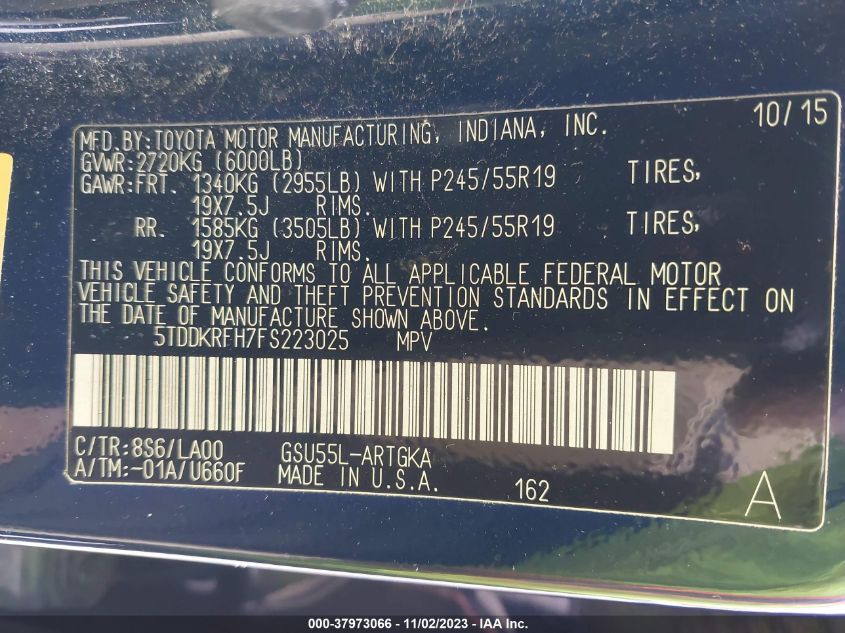 10/15
MFD.BY:TOYOTA MOTOR MANUFACTURING, INDIANA, INC.
GVWR:2720KG (6000LB)
GAWR:FRT. 1340KG (2955LB) WITH P245/55R19 TIRES,
19X7.5J RIMS.
RR. 1585KG (3505LB) WITH P245/55R19 TIRES,
19X7.5J RIMS.
THIS VEHICLE CONFORMS TO ALL APPLICABLE FEDERAL MOTOR
VEHICLE SAFETY AND THEFT PREVENTION STANDARDS IN EFFECT ON
THE DATE OF MANUFACTURE SHOWN ABOVE.
5TDDKRFH7FS223025 MPV
C/TR:8S6/LA00 GSU55L-ARTGKA
A/TM:-01A/U660F MADE IN U.S.A. 162 A
000-37973066 - 11/02/2023 - IAA Inc.